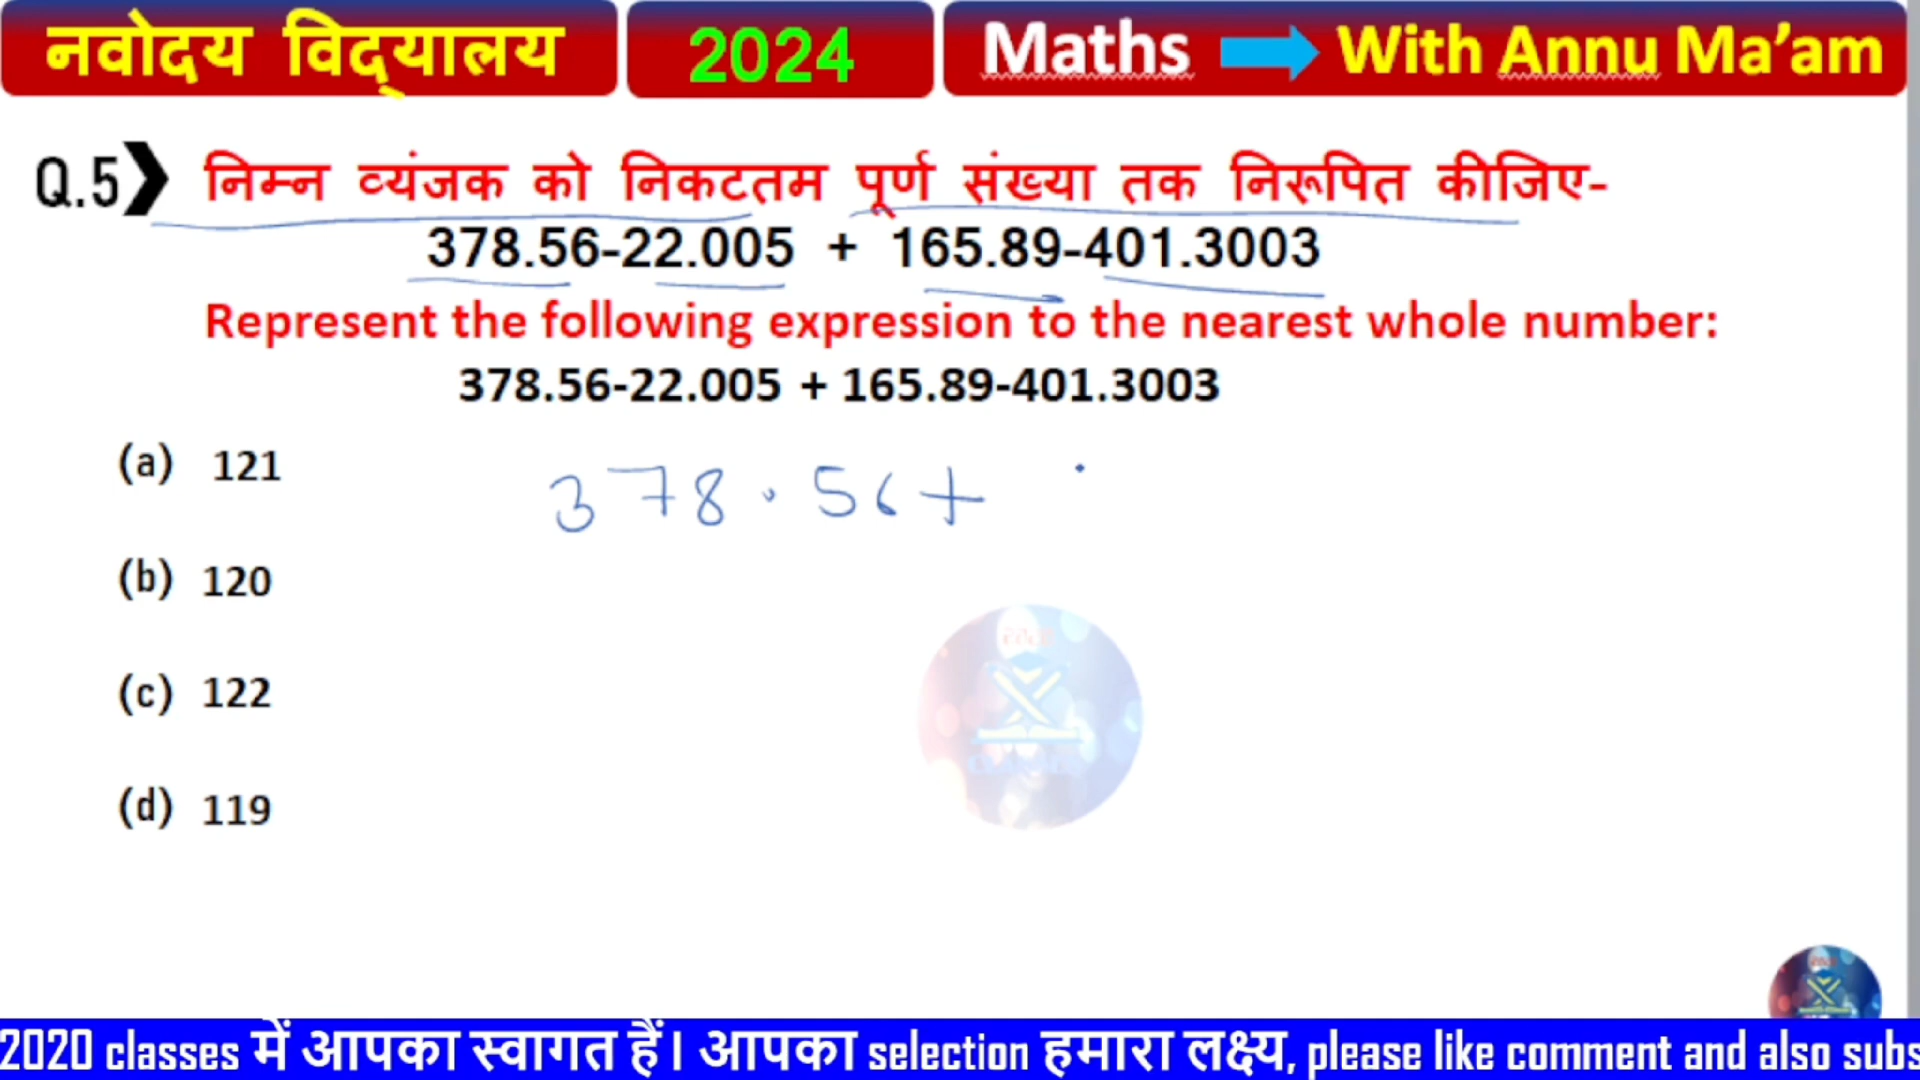 नवोदय विद्यालय 2024 Maths With Annu Ma’am
Q.5 निम्न व्यंजक को निकटतम पूर्ण संख्या तक निरूपित कीजिए-
378.56-22.005 + 165.89-401.3003
Represent the following expression to the nearest whole number:
378.56-22.005 + 165.89-401.3003
(a) 121
378.56+
(b) 120
(c) 122
(d) 119
2020 classes में आपका स्वागत हैं। आपका selection हमारा लक्ष्य, please like comment and also subs